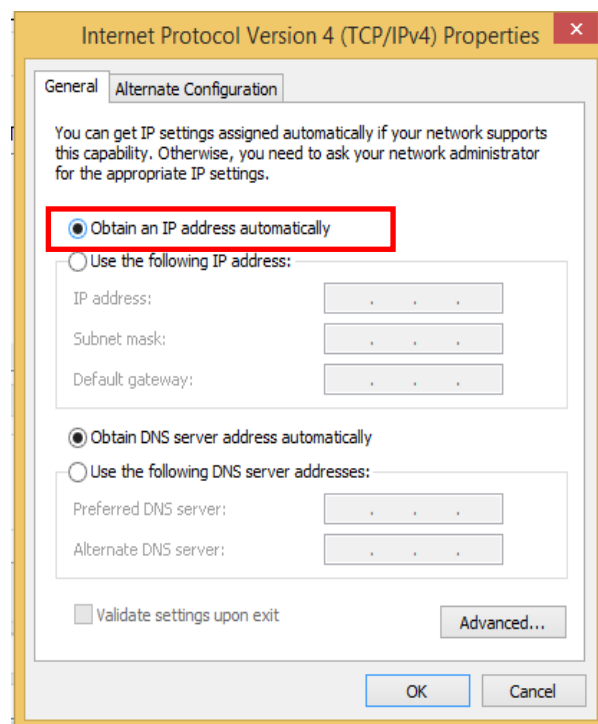 Internet Protocol Version 4 (TCP/IPv4) Properties
General
Alternate Configuration
You can get IP settings assigned automatically if your network supports
this capability. Otherwise, you need to ask your network administrator
for the appropriate IP settings.
Obtain an IP address automatically
Use the following IP address:
IP address:
Subnet mask:
Default gateway:
Obtain DNS server address automatically
Use the following DNS server addresses:
Preferred DNS server:
Alternate DNS server:
Validate settings upon exit
Advanced...
OK
Cancel